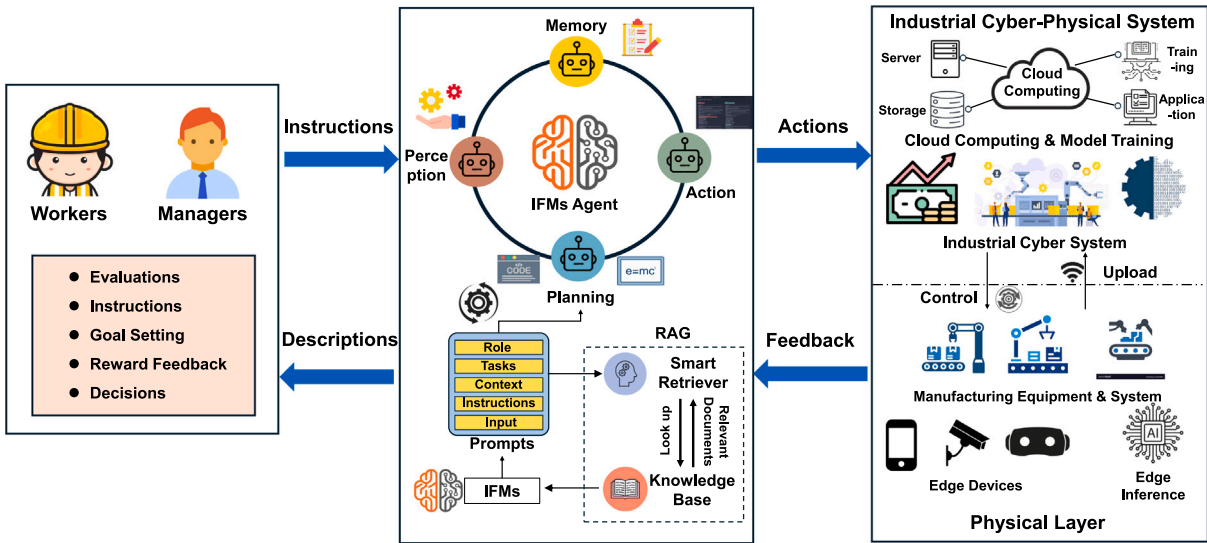 Workers
Managers
Evaluations
Instructions
Goal Setting
Reward Feedback
Decisions
Instructions
Descriptions
Memory
Perce
ption
IFMs Agent
Action
CODE
e=mc
Planning
Role
Tasks
Context
Instructions
Input
Prompts
IFMs
RAG
Smart
Retriever
Look up
Relevant
Documents
Knowledge
Base
Actions
Feedback
Industrial Cyber-Physical System
Server
Storage
Cloud
Computing
Train
-ing
Applica
-tion
Cloud Computing & Model Training
Industrial Cyber System
Control
Upload
Manufacturing Equipment & System
Edge Devices
AI
Edge
Inference
Physical Layer